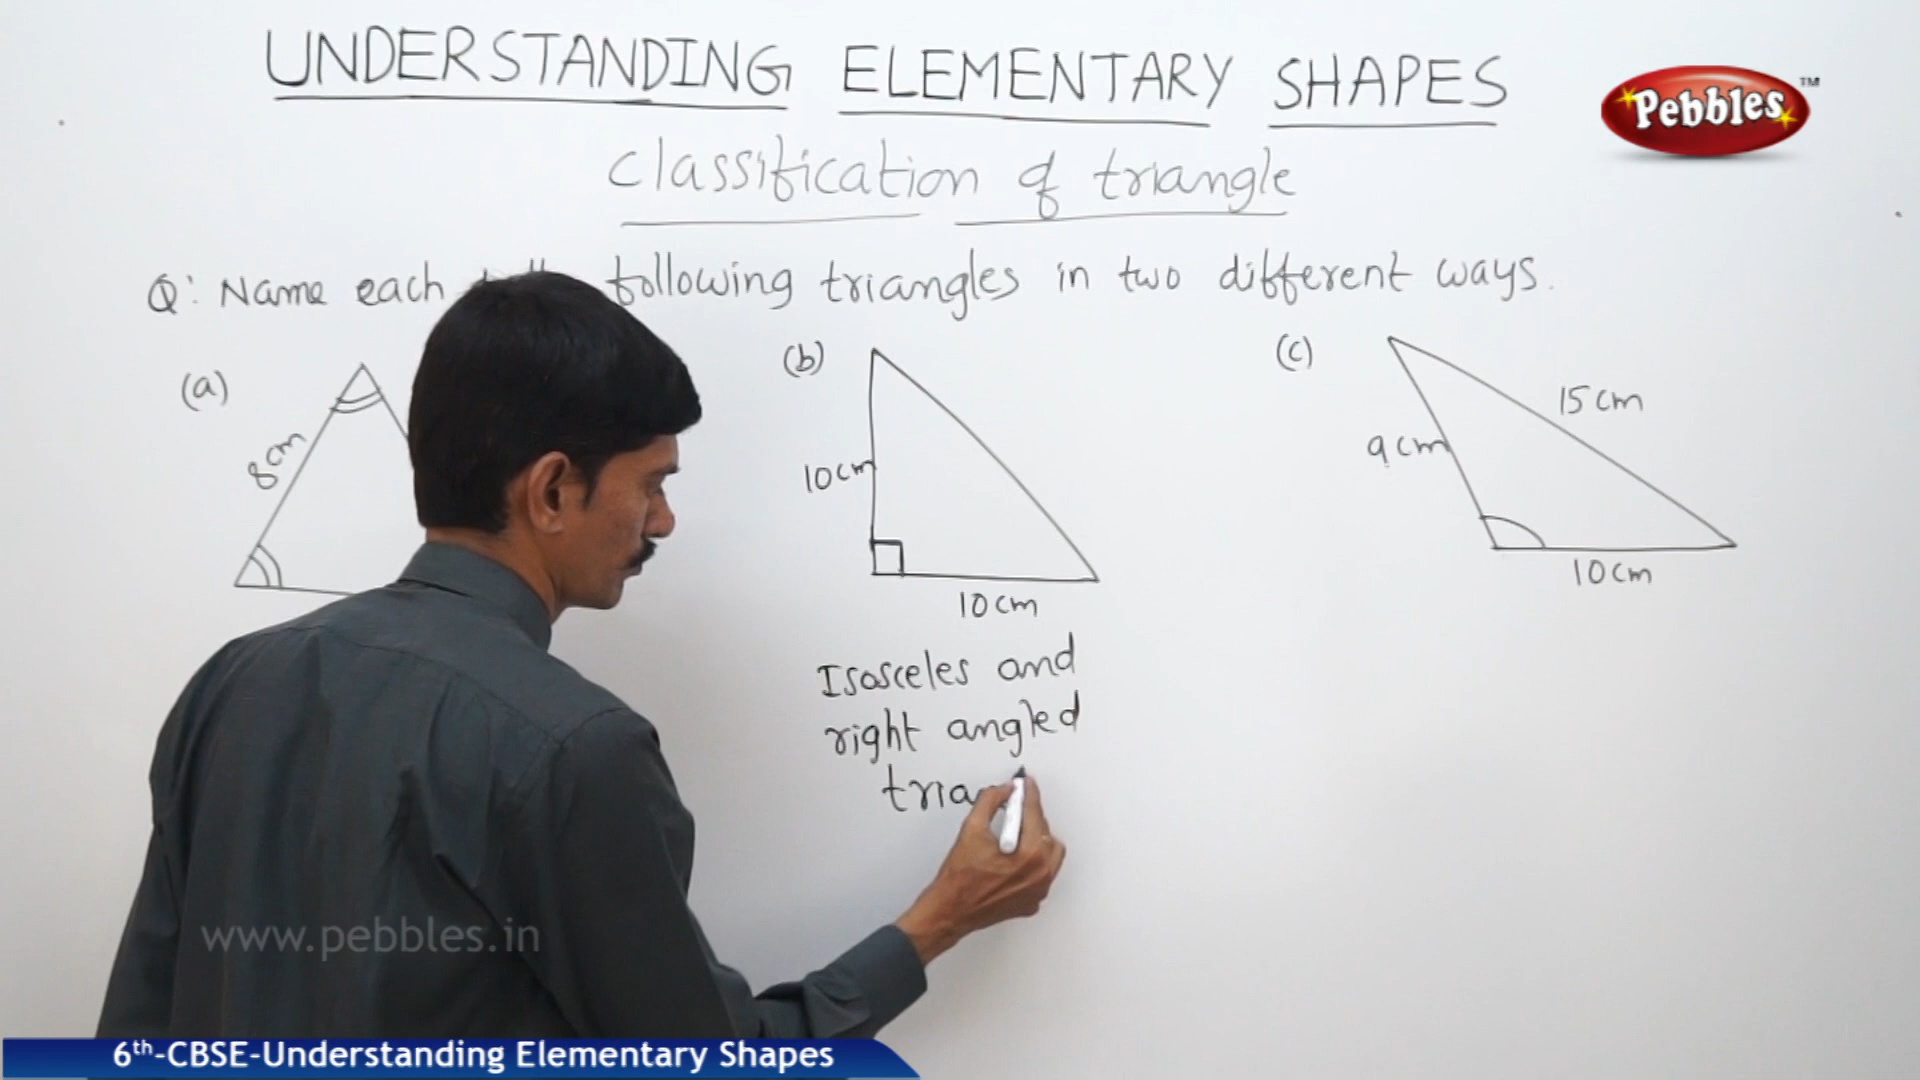 UNDERSTANDING ELEMENTARY SHAPES
Pebbles TM
Classification of triangle
Q: Name each following triangles in two different ways.
(a)
(b)
(c)
8cm
10cm
10cm
9cm
15cm
10cm
Isosceles and
right angled
www.pebbles.in
6th-CBSE-Understanding Elementary Shapes